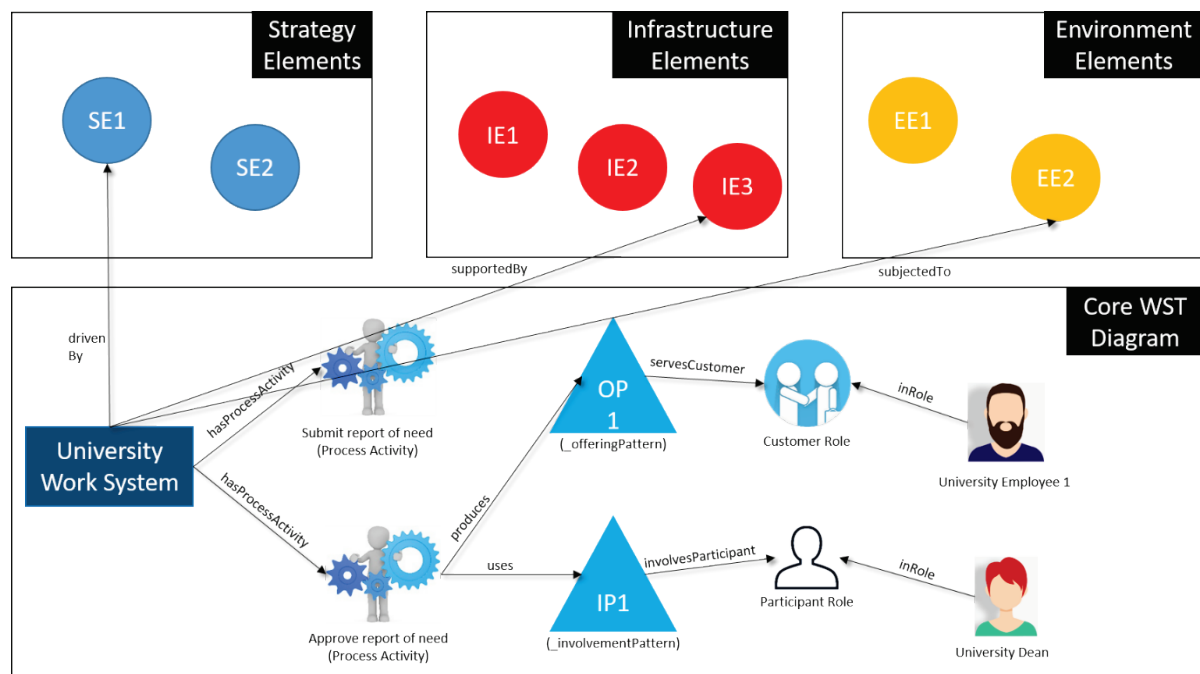 Strategy
Elements
SE1
SE2
Infrastructure
Elements
IE1
IE2
IE3
Environment
Elements
EE1
EE2
supportedBy
subjectedTo
Core WST
Diagram
driven
By
hasProcessActivity
Submit report of need
(Process Activity)
OP
1
(_offeringPattern)
servesCustomer
Customer Role
inRole
University Employee 1
University
Work System
hasProcessActivity
Approve report of need
(Process Activity)
produces
uses
IP1
(_involvementPattern)
involvesParticipant
Participant Role
inRole
University Dean